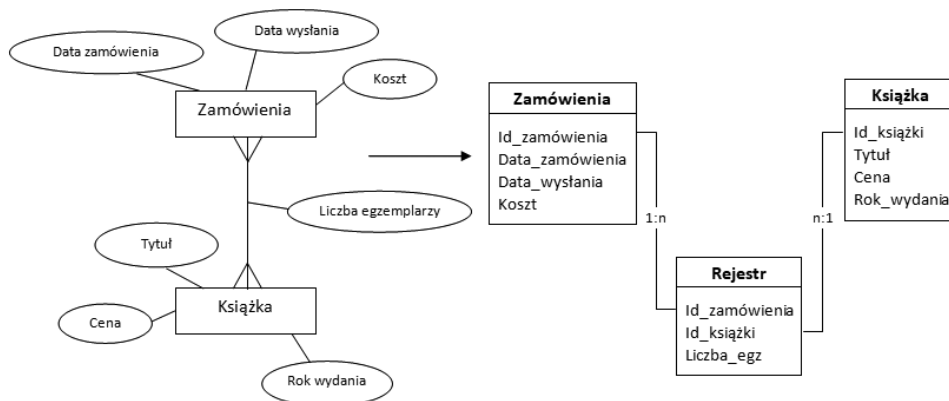 Data wysłania
Data zamówienia
Koszt
Zamówienia
Liczba egzemplarzy
Tytuł
Książka
Cena
Rok wydania
Zamówienia
Id_zamówienia
Data_zamówienia
Data_wysłania
Koszt
1:n
Książka
Id_książki
Tytuł
Cena
Rok_wydania
n:1
Rejestr
Id_zamówienia
Id_książki
Liczba_egz